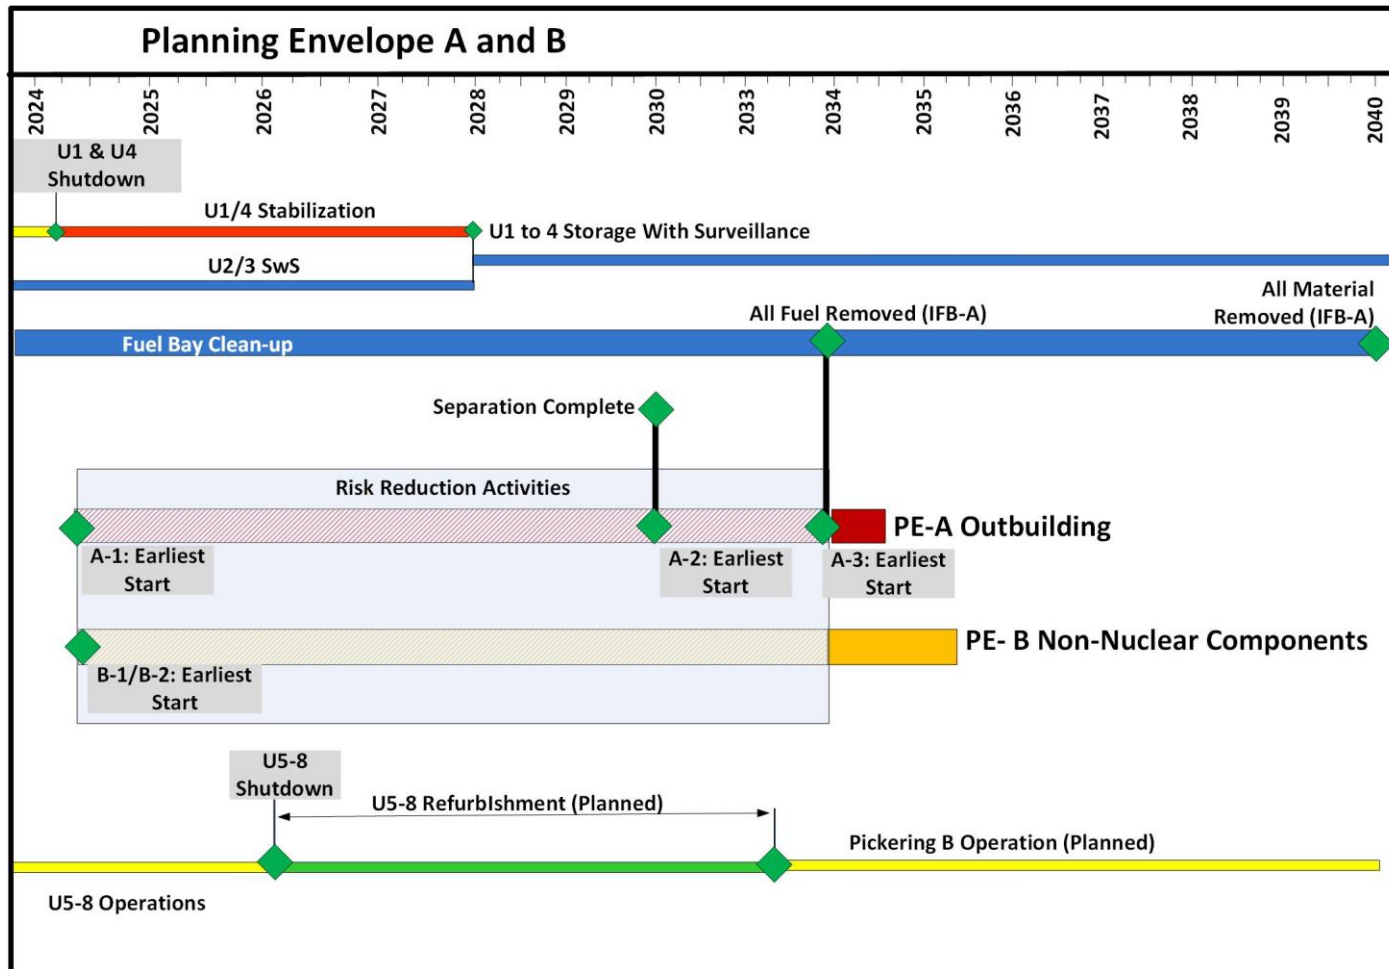 Planning Envelope A and B
2024
2025
2026
2027
2028
2029
2030
2033
2034
2035
2036
2037
2038
2039
2040
U1 & U4
Shutdown
U1/4 Stabilization
U1 to 4 Storage With Surveillance
U2/3 SwS
All Material
Removed (IFB-A)
All Fuel Removed (IFB-A)
Fuel Bay Clean-up
Separation Complete
Risk Reduction Activities
PE-A Outbuilding
A-1: Earliest
Start
A-2: Earliest
Start
A-3: Earliest
Start
PE- B Non-Nuclear Components
B-1/B-2: Earliest
Start
U5-8
Shutdown
U5-8 RefurbIshment (Planned)
Pickering B Operation (Planned)
U5-8 Operations